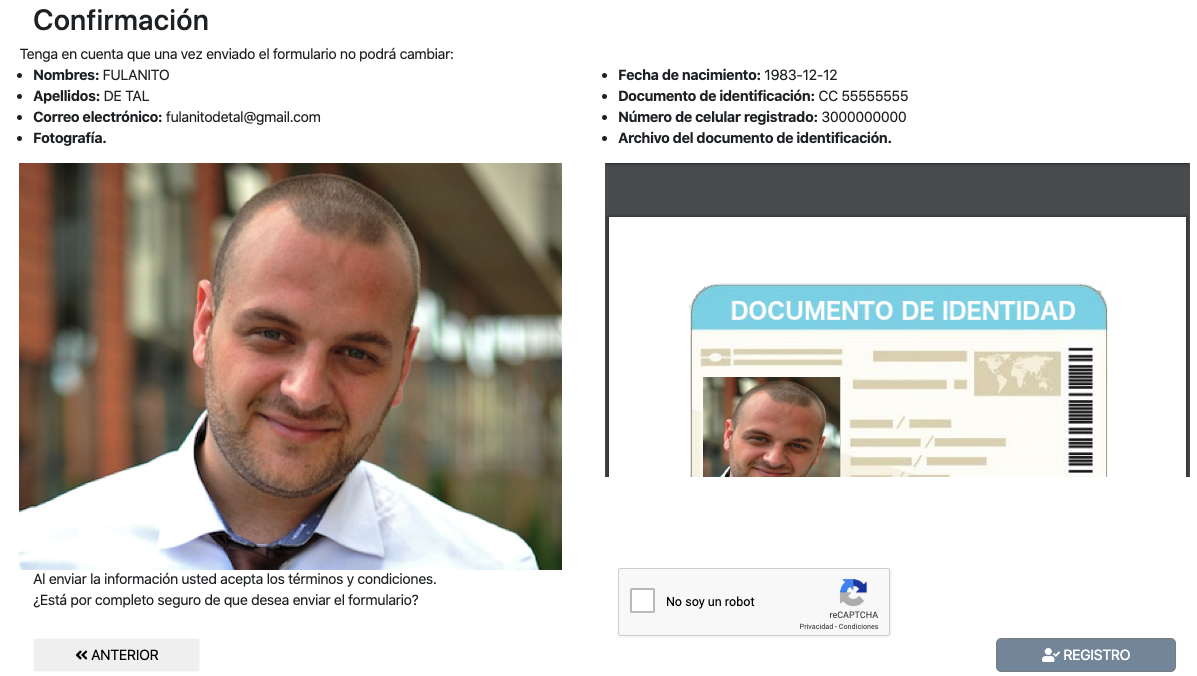 Confirmación
Tenga en cuenta que una vez enviado el formulario no podrá cambiar:
Nombres: FULANITO
Apellidos: DE TAL
Correo electrónico: fulanitodetal@gmail.com
Fotografía.
Fecha de nacimiento: 1983-12-12
Documento de identificación: CC 55555555
Número de celular registrado: 3000000000
Archivo del documento de identificación.
DOCUMENTO DE IDENTIDAD
Al enviar la información usted acepta los términos y condiciones.
¿Está por completo seguro de que desea enviar el formulario?
No soy un robot
reCAPTCHA
Privacidad - Condiciones
ANTERIOR
REGISTRO